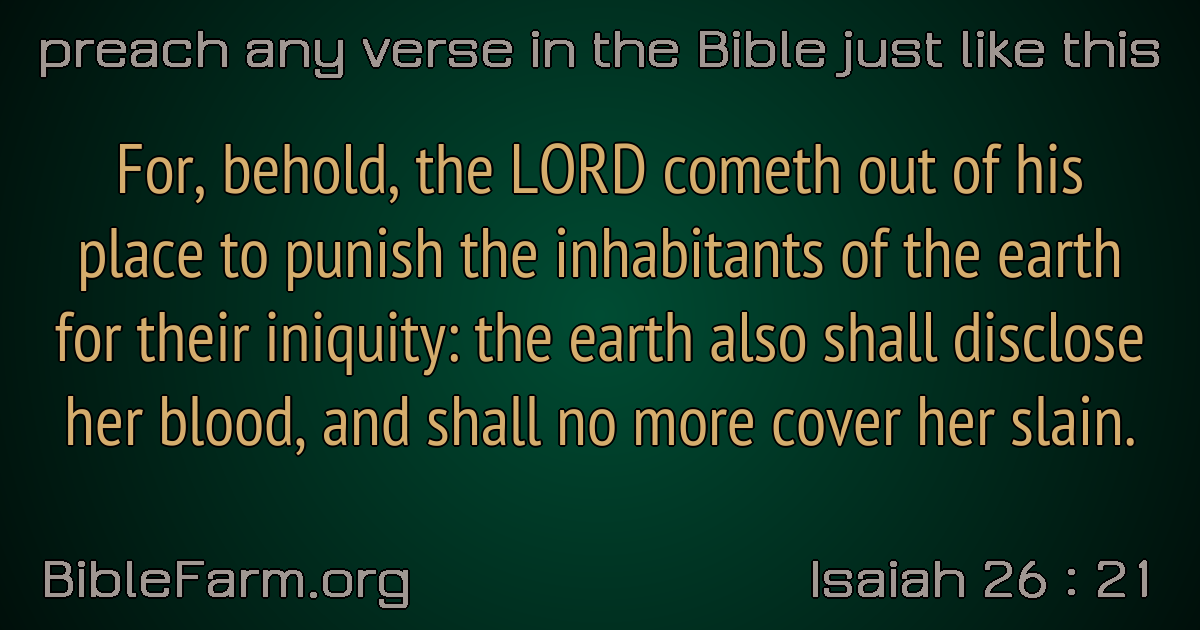 preach any verse in the Bible just like this
For, behold, the LORD cometh out of his
place to punish the inhabitants of the earth
for their iniquity: the earth also shall disclose
her blood, and shall no more cover her slain.
BibleFarm.org
Isaiah 26 : 21